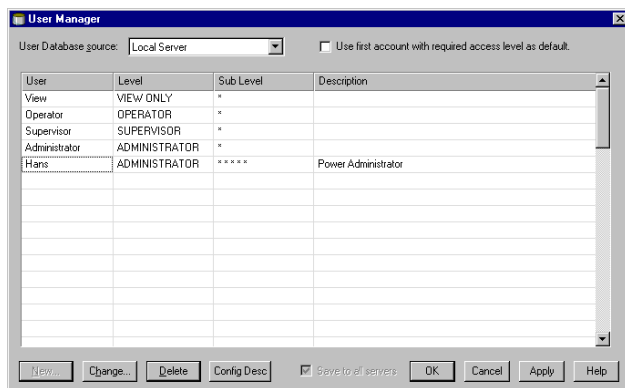 User Manager
User Database source: Local Server Use first account with required access level as default.
User Level Sub Level Description
View VIEW ONLY *
Operator OPERATOR *
Supervisor SUPERVISOR *
Administrator ADMINISTRATOR *
Hans ADMINISTRATOR * * * * * Power Administrator
New... Change... Delete Config Desc Save to all servers OK Cancel Apply Help